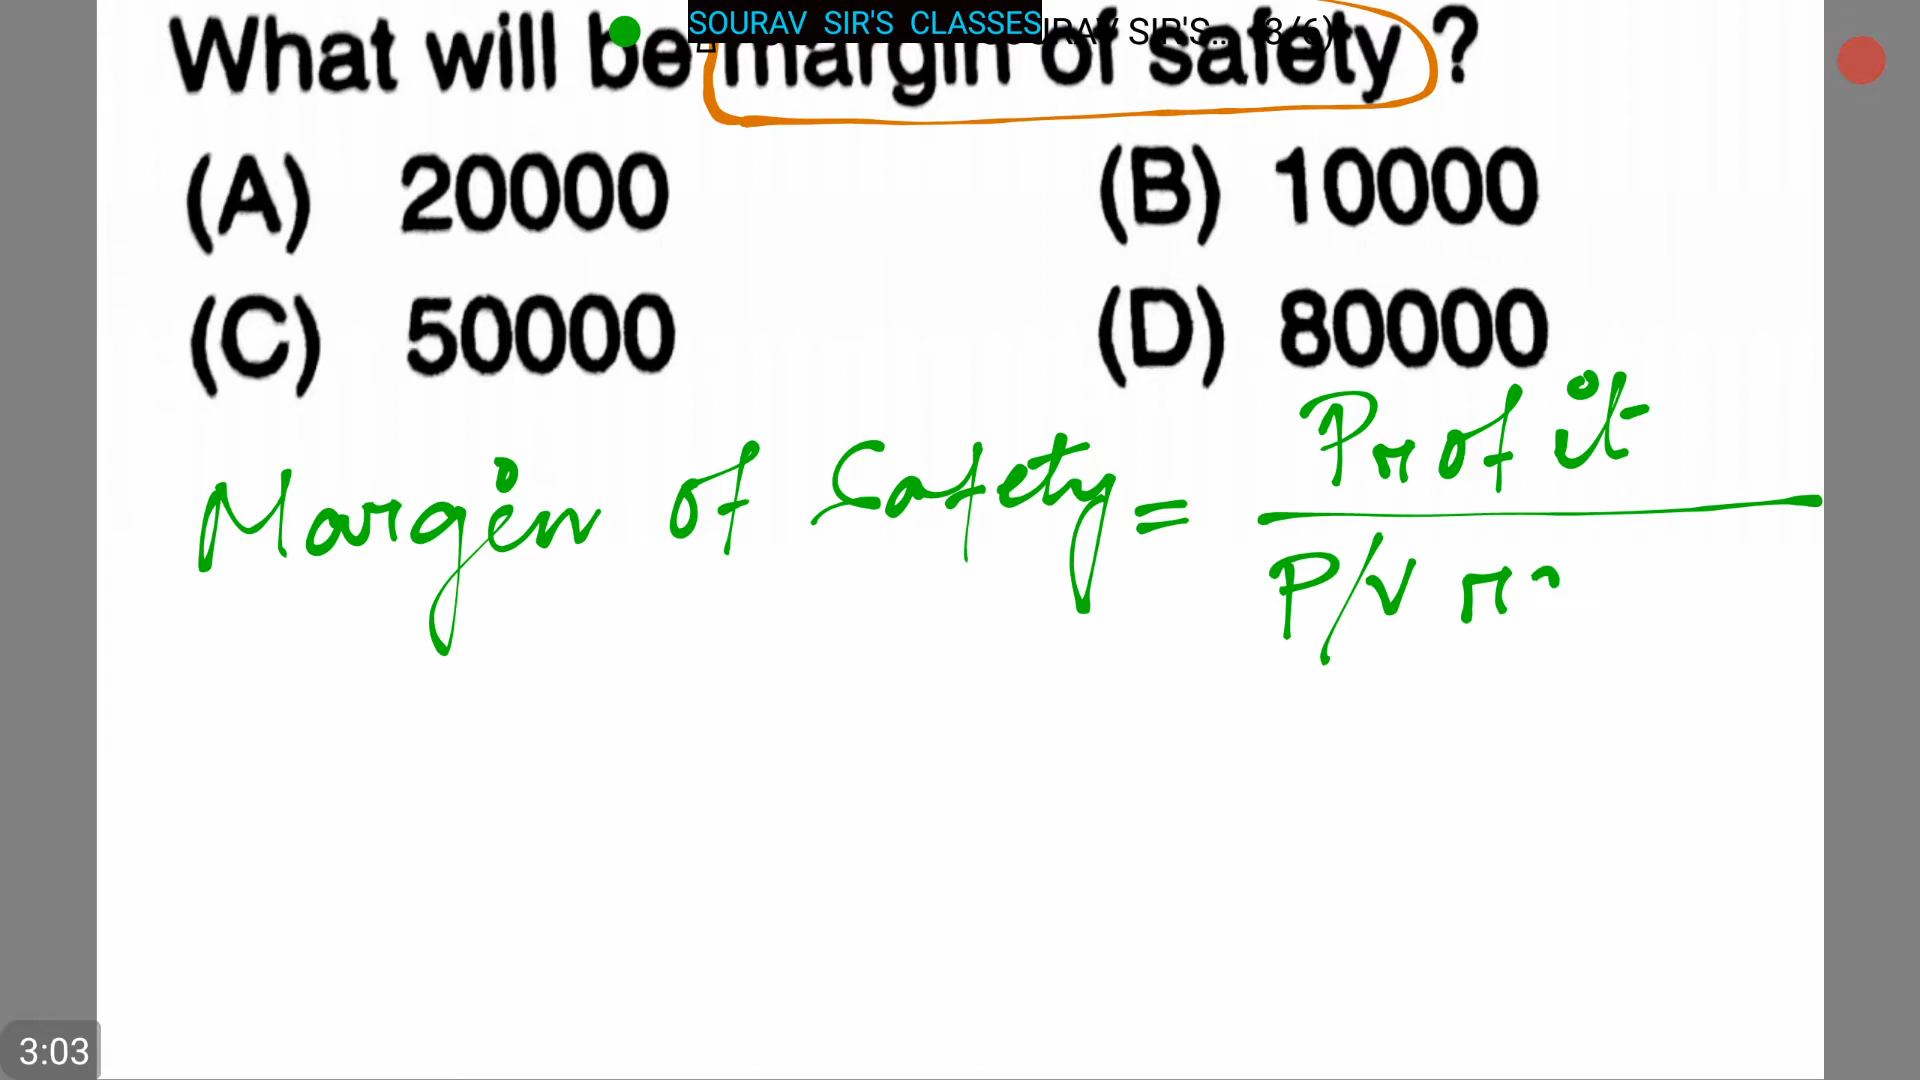 SOURAV SIR'S CLASSES
What will be margin of safety ?
(A) 20000 (B) 10000
(C) 50000 (D) 80000
Margin of Safety = Profit
P/V
3:03